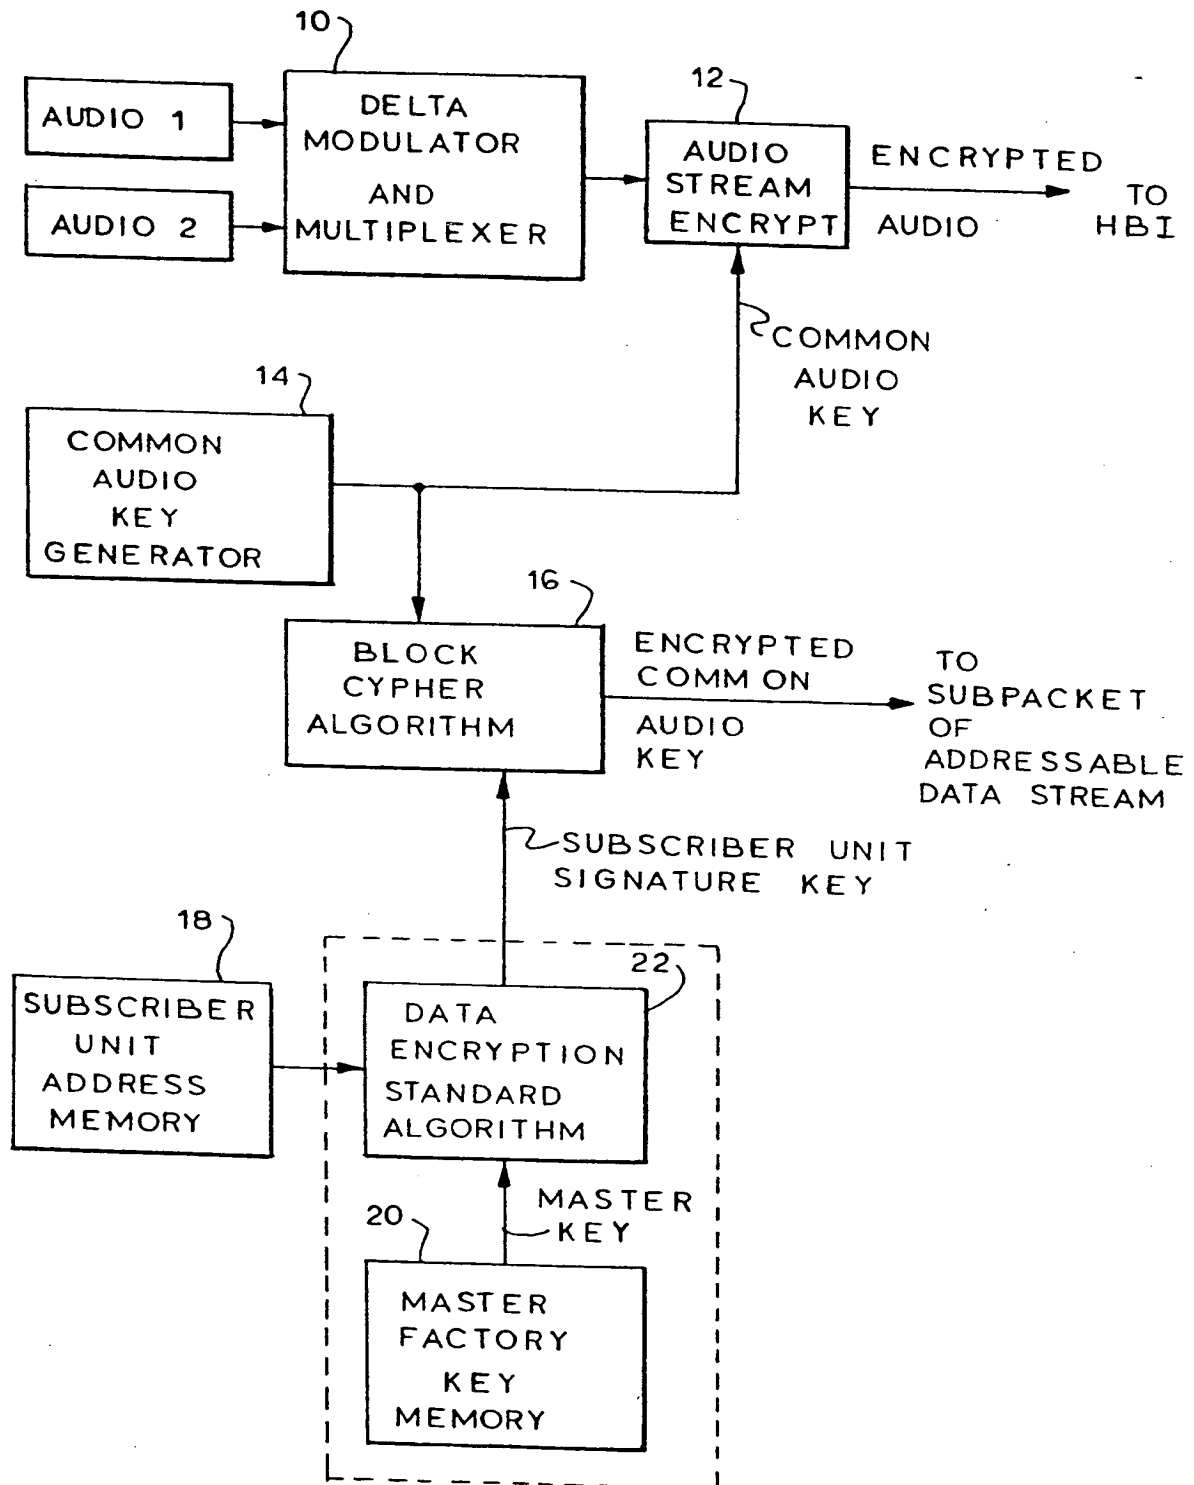 10
AUDIO 1
AUDIO 2
DELTA
MODULATOR
AND
MULTIPLEXER
12
AUDIO
STREAM
ENCRYPT
ENCRYPTED
AUDIO
TO
HBI
COMMON
AUDIO
KEY
14
COMMON
AUDIO
KEY
GENERATOR
16
BLOCK
CYPHER
ALGORITHM
ENCRYPTED
COMMON
AUDIO
KEY
TO
SUBPACKET
OF
ADDRESSABLE
DATA STREAM
SUBSCRIBER UNIT
SIGNATURE KEY
18
SUBSCRIBER
UNIT
ADDRESS
MEMORY
22
DATA
ENCRYPTION
STANDARD
ALGORITHM
MASTER
KEY
20
MASTER
FACTORY
KEY
MEMORY